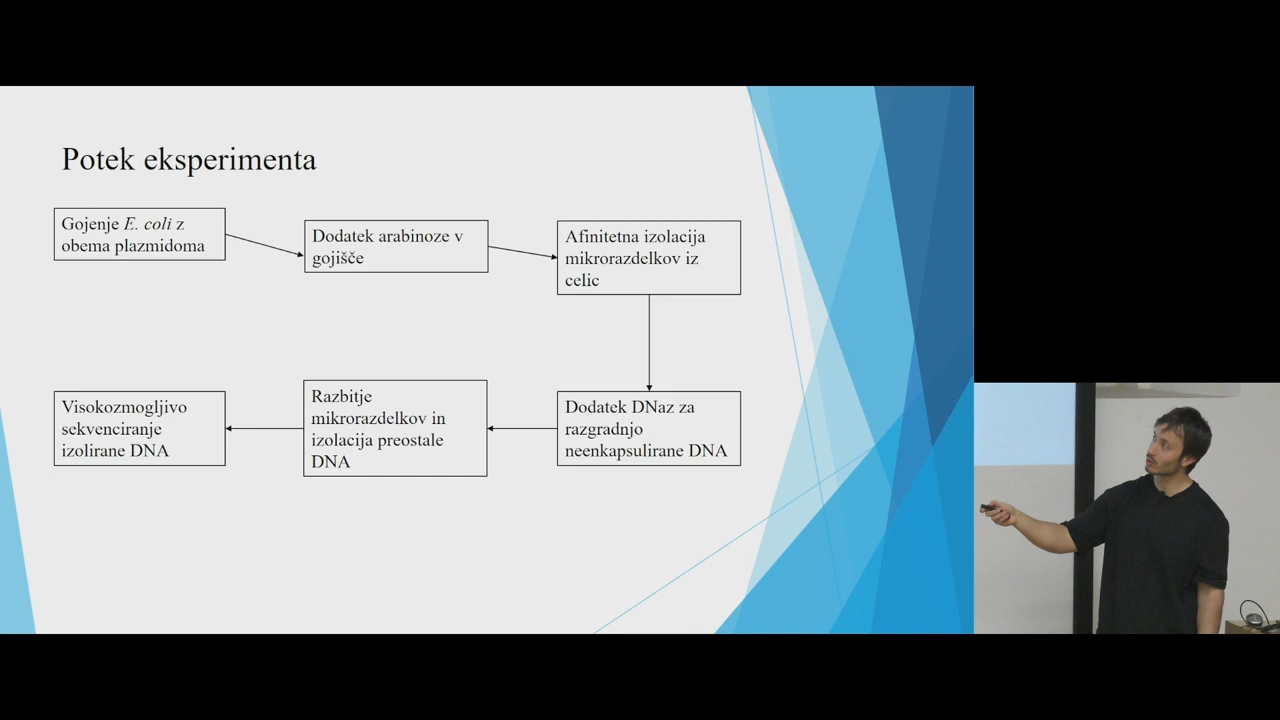 Potek eksperimenta
Gojenje E. coli z
obema plazmidoma
Dodatek arabinoze v
gojišče
Afinitetna izolacija
mikrorazdelkov iz
celic
Dodatek DNaz za
razgradnjo
neenkapsulirane DNA
Razbitje
mikrorazdelkov in
izolacija preostale
DNA
Visokozmogljivo
sekvenciranje
izolirane DNA